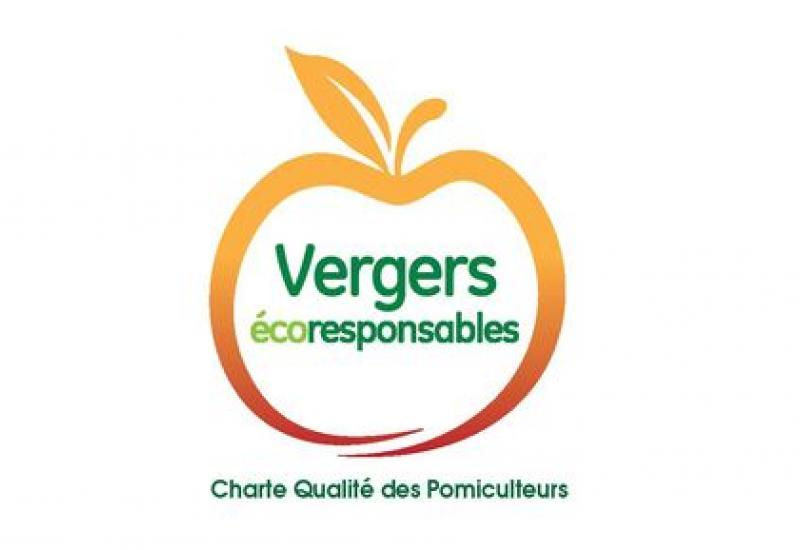 Vergers
écoresponsables
Charte Qualité des Pomiculteurs